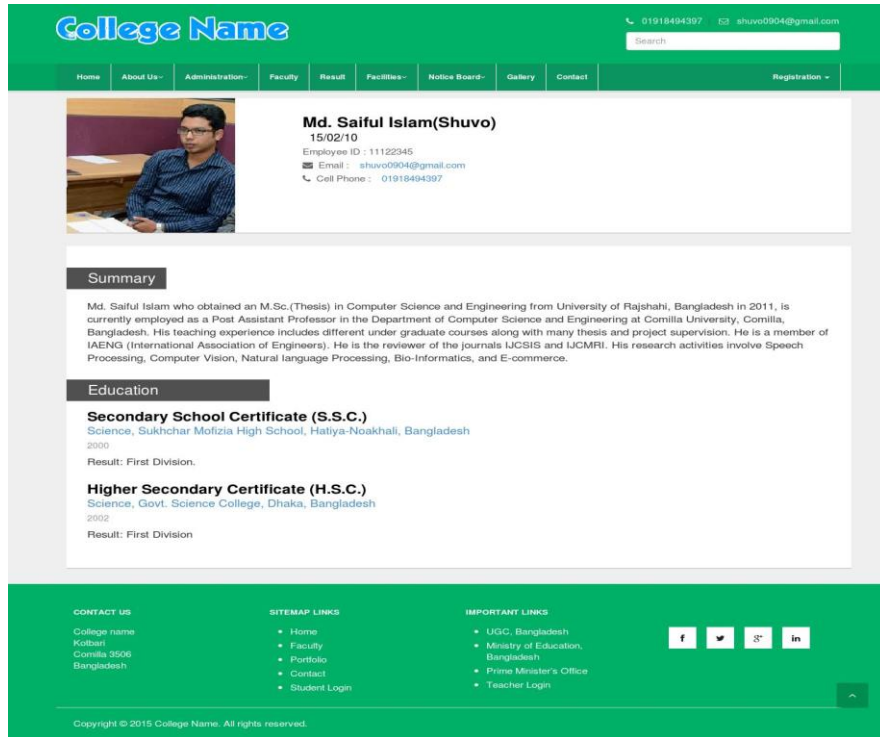 College Name
01918494397 | shuvo0904@gmail.com
Search
Home About Us Administration Faculty Result Facilities Notice Board Gallery Contact Registration
Md. Saiful Islam(Shuvo)
15/02/10
Employee ID : 11122345
Email : shuvo0904@gmail.com
Cell Phone : 01918494397
Summary
Md. Saiful Islam who obtained an M.Sc.(Thesis) in Computer Science and Engineering from University of Rajshahi, Bangladesh in 2011, is
currently employed as a Post Assistant Professor in the Department of Computer Science and Engineering at Comilla University, Comilla,
Bangladesh. His teaching experience includes different under graduate courses along with many thesis and project supervision. He is a member of
IAENG (International Association of Engineers). He is the reviewer of the journals IJCSIS and IJCMRI. His research activities involve Speech
Processing, Computer Vision, Natural language Processing, Bio-Informatics, and E-commerce.
Education
Secondary School Certificate (S.S.C.)
Science, Sukhchar Mofizia High School, Hatiya-Noakhali, Bangladesh
2000
Result: First Division.
Higher Secondary Certificate (H.S.C.)
Science, Govt. Science College, Dhaka, Bangladesh
2002
Result: First Division
CONTACT US
College name
Kotbari
Comilla 3506
Bangladesh
SITEMAP LINKS
Home
Faculty
Portfolio
Contact
Student Login
IMPORTANT LINKS
UGC, Bangladesh
Ministry of Education,
Bangladesh
Prime Minister's Office
Teacher Login
Copyright © 2015 College Name. All rights reserved.